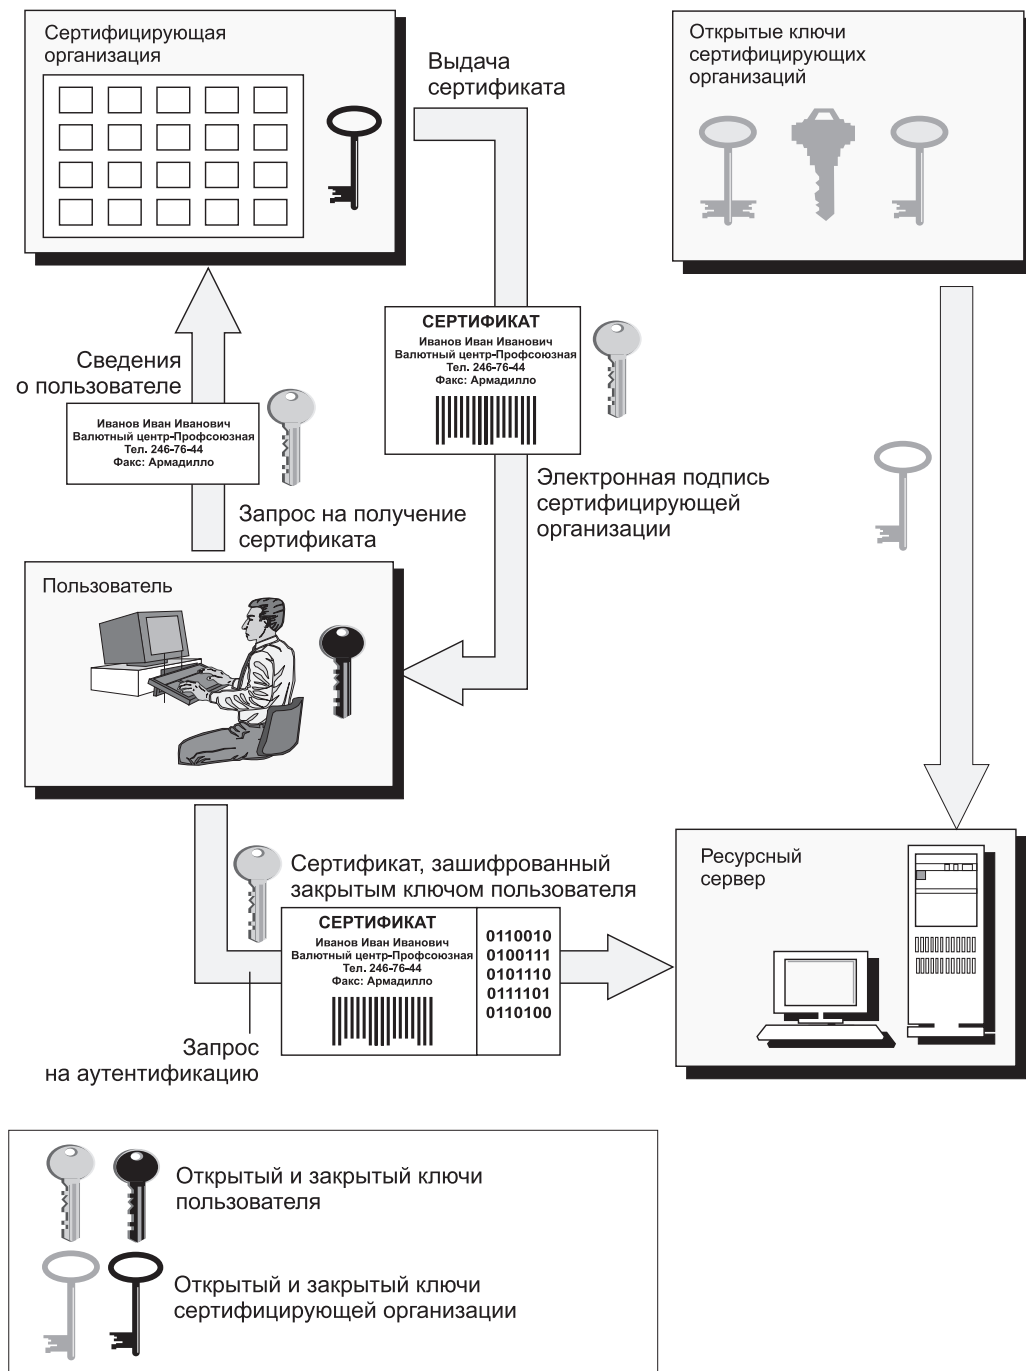 Сертифицирующая
организация
Выдача
сертификата
Открытые ключи
сертифицирующих
организаций
СЕРТИФИКАТ
Иванов Иван Иванович
Валютный центр-Профсоюзная
Тел. 246-76-44
Факс: Армадилло
Сведения
о пользователе
Иванов Иван Иванович
Валютный центр-Профсоюзная
Тел. 246-76-44
Факс: Армадилло
Электронная подпись
сертифицирующей
организации
Запрос на получение
сертификата
Пользователь
Сертификат, зашифрованный
закрытым ключом пользователя
СЕРТИФИКАТ
Иванов Иван Иванович
Валютный центр-Профсоюзная
Тел. 246-76-44
Факс: Армадилло
0110010
0100111
0101110
0111101
0110100
Ресурсный
сервер
Запрос
на аутентификацию
Открытый и закрытый ключи
пользователя
Открытый и закрытый ключи
сертифицирующей организации